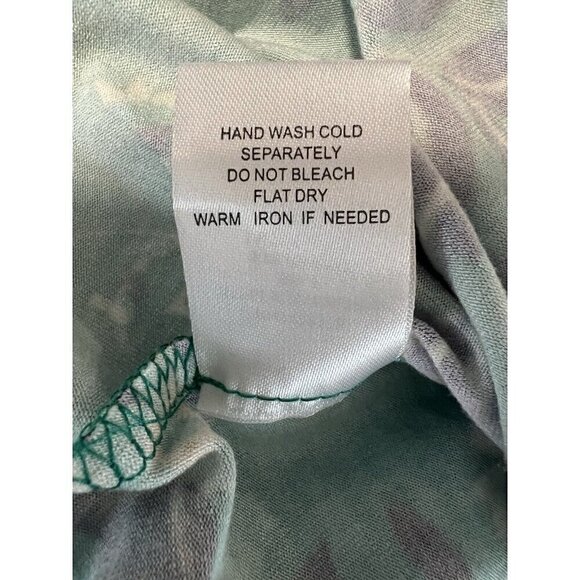 HAND WASH COLD
SEPARATELY
DO NOT BLEACH
FLAT DRY
WARM IRON IF NEEDED